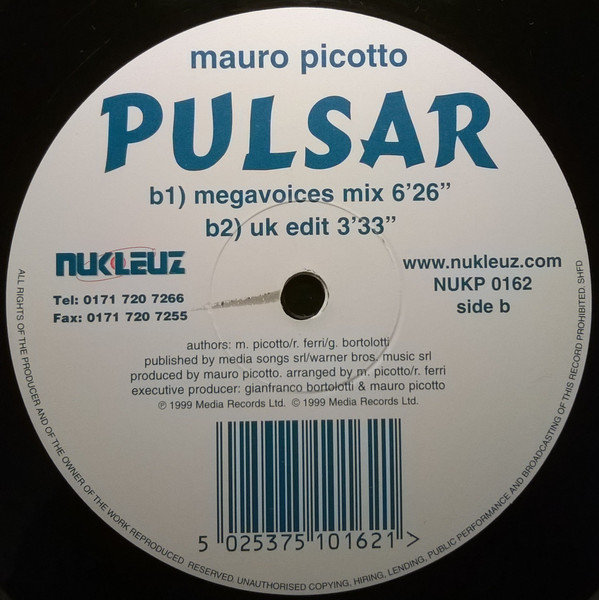 mauro picotto
PULSAR
b1) megavoices mix 6'26"
b2) uk edit 3'33"
NUKLEUZ
Tel: 0171 720 7266
Fax: 0171 720 7255
www.nukleuz.com
NUKP 0162
side b
authors: m. picotto/r. ferri/g. bortolotti
published by media songs srl/warner bros. music srl
produced by mauro picotto. arranged by m. picotto/r. ferri
executive producer: gianfranco bortolotti & mauro picotto
℗ 1999 Media Records Ltd. © 1999 Media Records Ltd.
5 025375 101621 >
ALL RIGHTS OF THE PRODUCER AND OF THE OWNER OF THE WORK REPRODUCED. RESERVED. UNAUTHORISED COPYING, HIRING, LENDING, PUBLIC PERFORMANCE AND BROADCASTING OF THIS RECORD PROHIBITED. SHFD